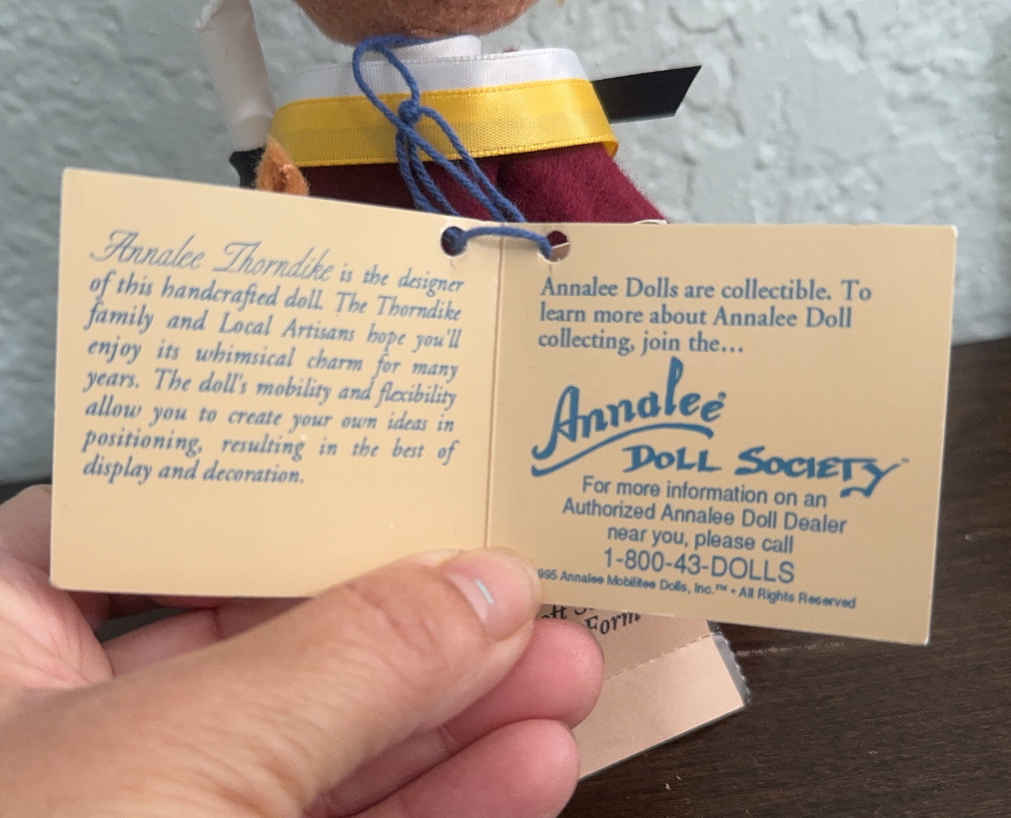 Annalee Thorndike is the designer
of this handcrafted doll. The Thorndike
family and Local Artisans hope you'll
enjoy its whimsical charm for many
years. The doll's mobility and flexibility
allow you to create your own ideas in
positioning, resulting in the best of
display and decoration.
Annalee Dolls are collectible. To
learn more about Annalee Doll
collecting, join the...
Annalee
DOLL SOCIETY™
For more information on an
Authorized Annalee Doll Dealer
near you, please call
1-800-43-DOLLS
995 Annalee Mobilitee Dolls, Inc.™ • All Rights Reserved
Form